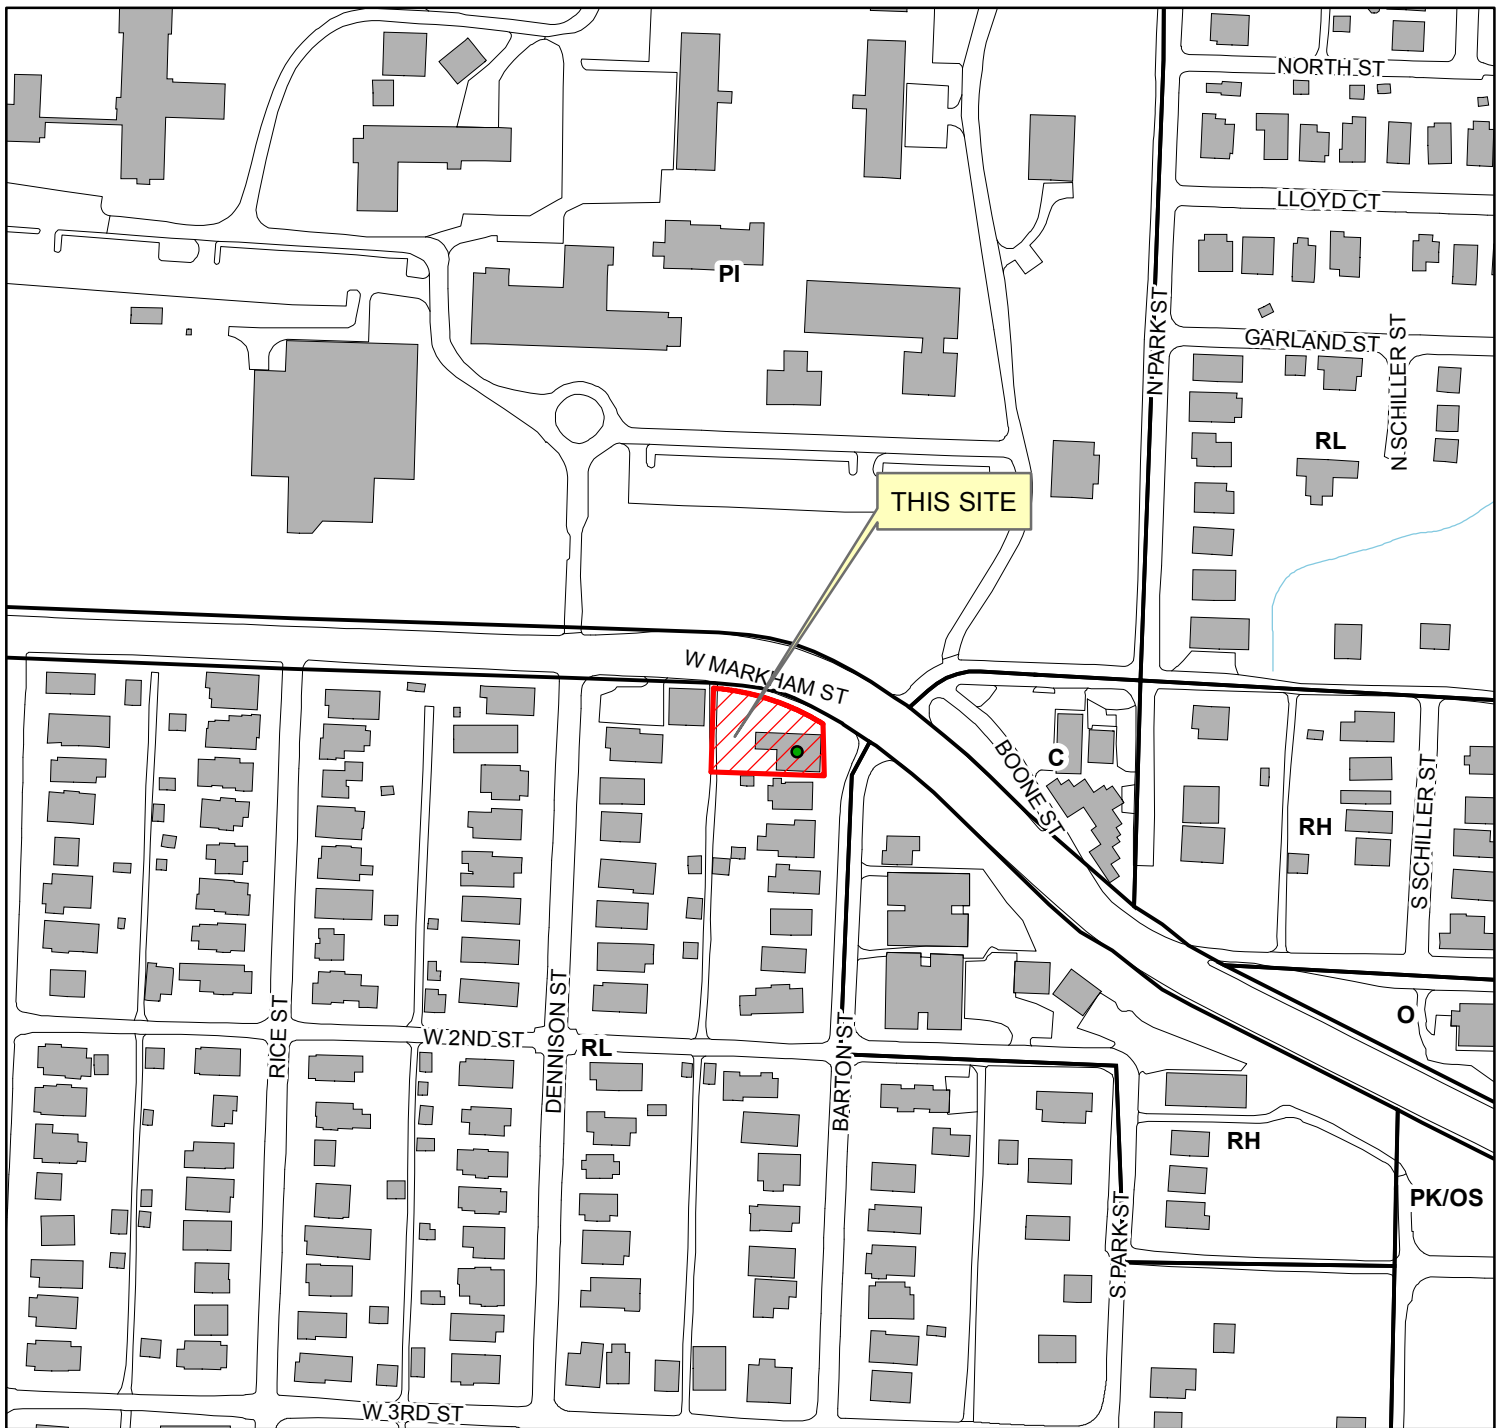 NORTH ST
LLOYD CT
PI
N PARK ST
GARLAND ST
N SCHILLER ST
RL
THIS SITE
W MARKHAM ST
BOONE ST
C
RH
S SCHILLER ST
RICE ST
W 2ND ST
DENNISON ST
RL
BARTON ST
O
RH
S PARK ST
PK/OS
W 3RD ST